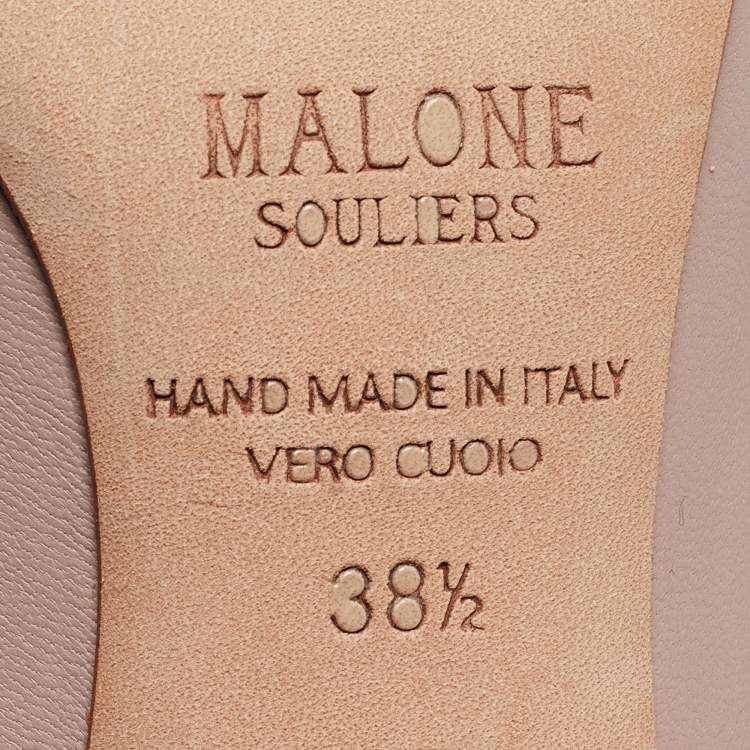 MALONE
SOULIERS
HAND MADE IN ITALY
VERO CUOIO
38½